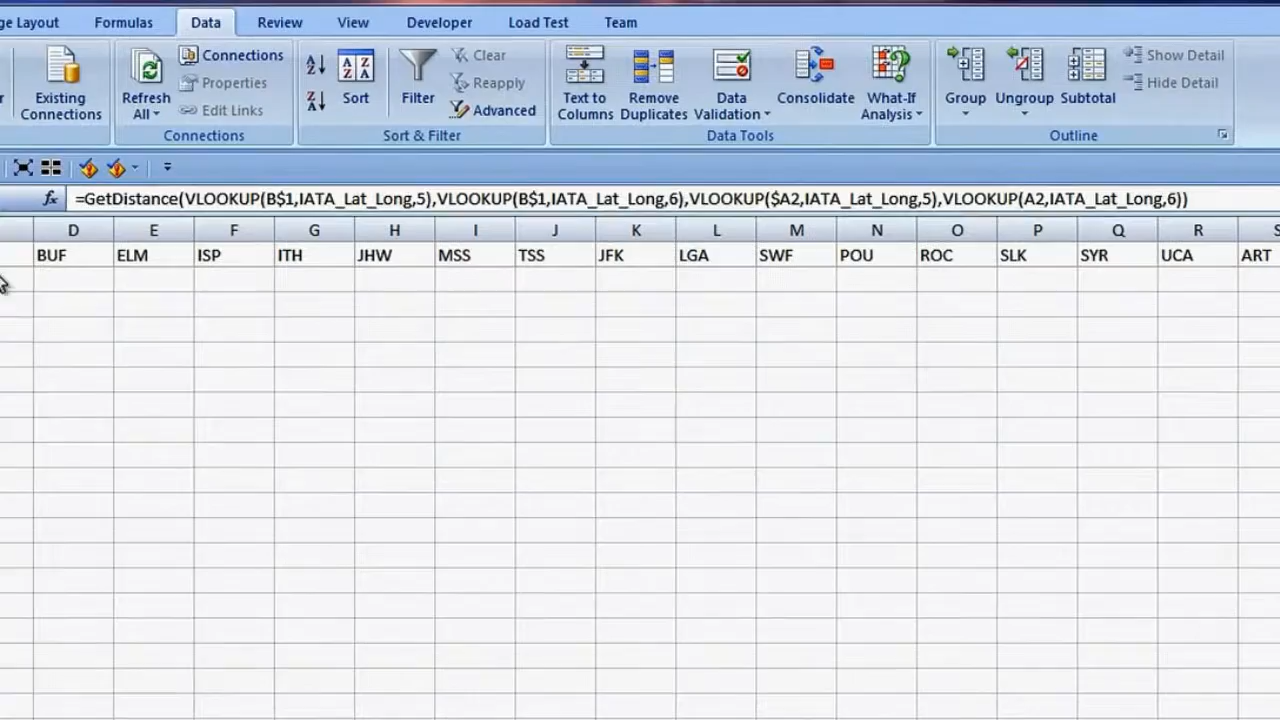 ge Layout Formulas Data Review View Developer Load Test Team
Existing Connections
Refresh All
Connections
Properties
Edit Links
Connections
Sort
Filter
Clear
Reapply
Advanced
Sort & Filter
Text to Columns
Remove Duplicates
Data Validation
Consolidate
What-If Analysis
Data Tools
Group
Ungroup
Subtotal
Show Detail
Hide Detail
Outline
fx =GetDistance(VLOOKUP(B$1,IATA_Lat_Long,5),VLOOKUP(B$1,IATA_Lat_Long,6),VLOOKUP($A2,IATA_Lat_Long,5),VLOOKUP(A2,IATA_Lat_Long,6))
D E F G H I J K L M N O P Q R S
BUF ELM ISP ITH JHW MSS TSS JFK LGA SWF POU ROC SLK SYR UCA ART